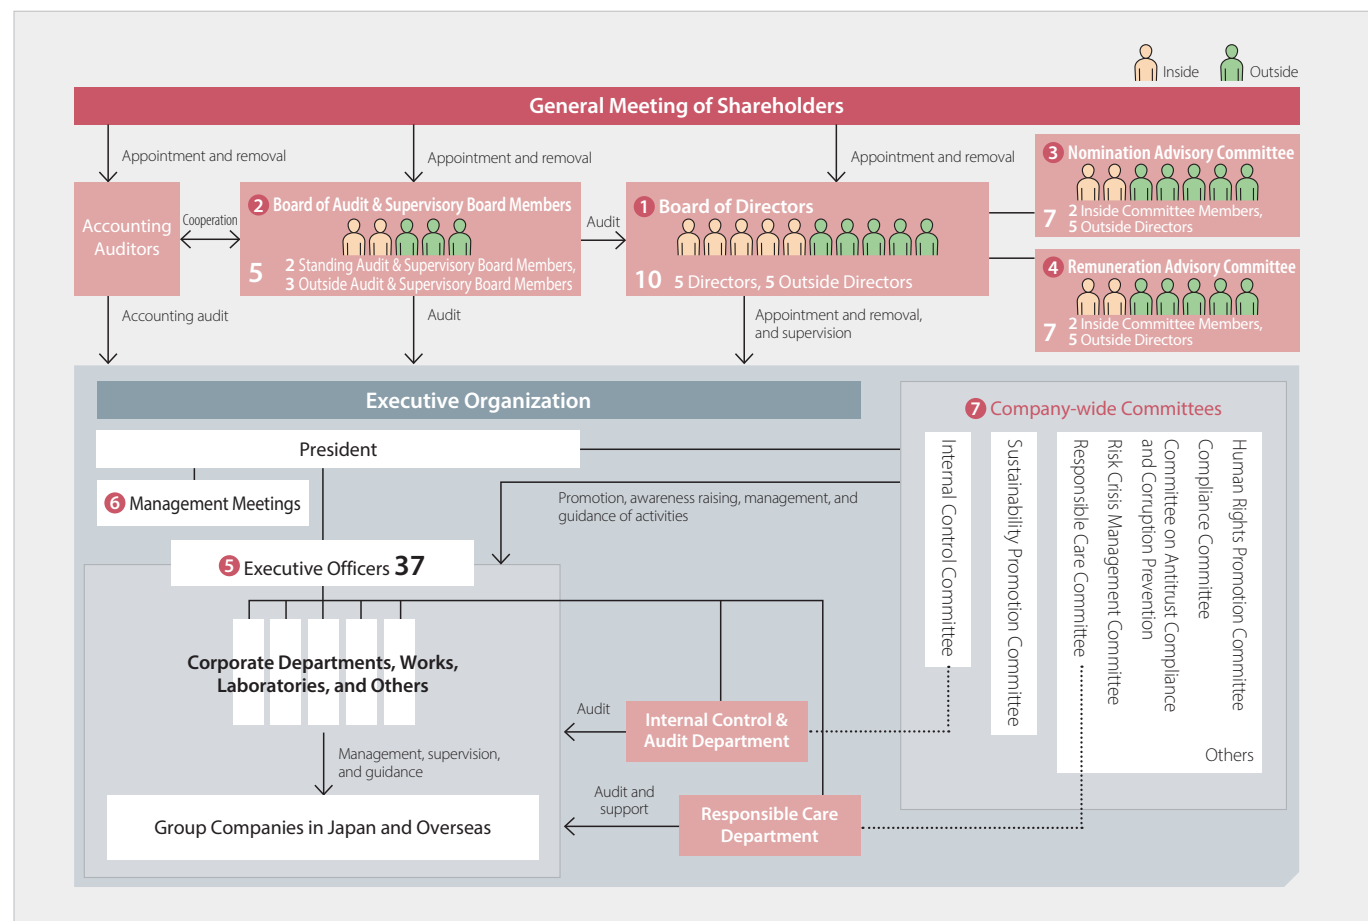 Inside
Outside
General Meeting of Shareholders
Appointment and removal
Appointment and removal
Appointment and removal
Accounting
Auditors
Cooperation
2 Board of Audit & Supervisory Board Members
5
2 Standing Audit & Supervisory Board Members,
3 Outside Audit & Supervisory Board Members
Audit
1 Board of Directors
10 5 Directors, 5 Outside Directors
3 Nomination Advisory Committee
7
2 Inside Committee Members,
5 Outside Directors
4 Remuneration Advisory Committee
7
2 Inside Committee Members,
5 Outside Directors
Accounting audit
Audit
Appointment and removal,
and supervision
Executive Organization
President
6 Management Meetings
Promotion, awareness raising, management, and
guidance of activities
5 Executive Officers 37
Corporate Departments, Works,
Laboratories, and Others
Management, supervision,
and guidance
Group Companies in Japan and Overseas
Audit
Internal Control &
Audit Department
Audit and
support
Responsible Care
Department
7 Company-wide Committees
Internal Control Committee
Sustainability Promotion Committee
Responsible Care Committee
Risk Crisis Management Committee
Committee on Antitrust Compliance
and Corruption Prevention
Compliance Committee
Human Rights Promotion Committee
Others